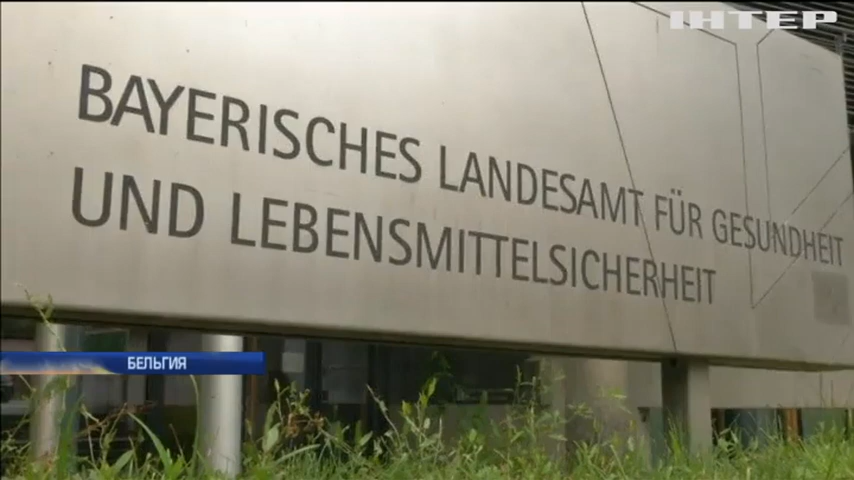 ІНТЕР
BAYERISCHES LANDESAMT FÜR GESUNDHEIT
UND LEBENSMITTELSICHERHEIT
БЕЛЬГИЯ